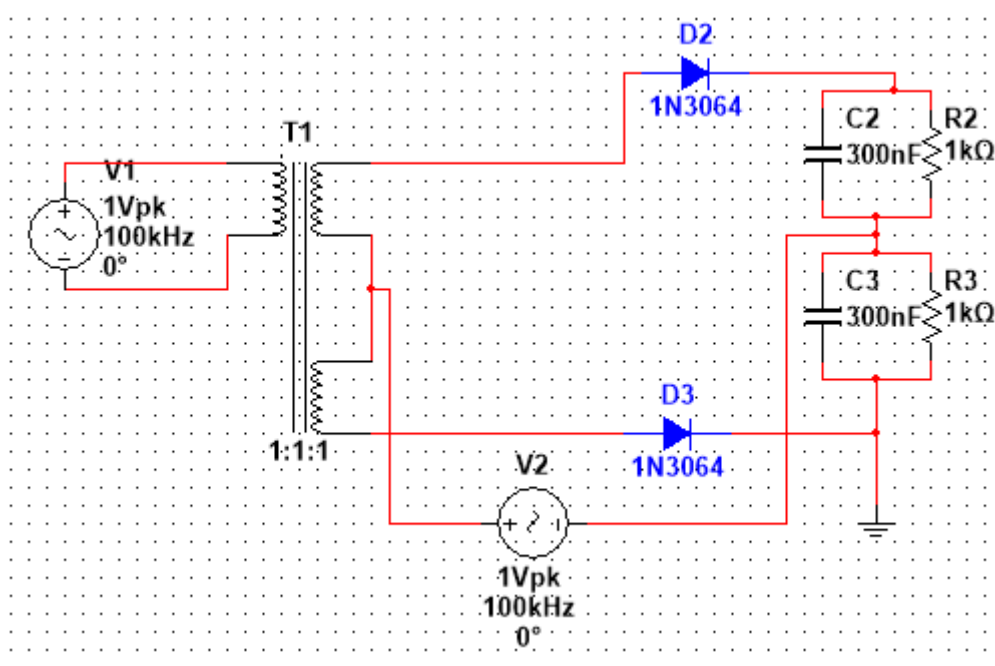 D2
1N3064
T1
V1
1Vpk
100kHz
0°
C2
300nF
R2
1kΩ
C3
300nF
R3
1kΩ
D3
1N3064
1:1:1
V2
1Vpk
100kHz
0°